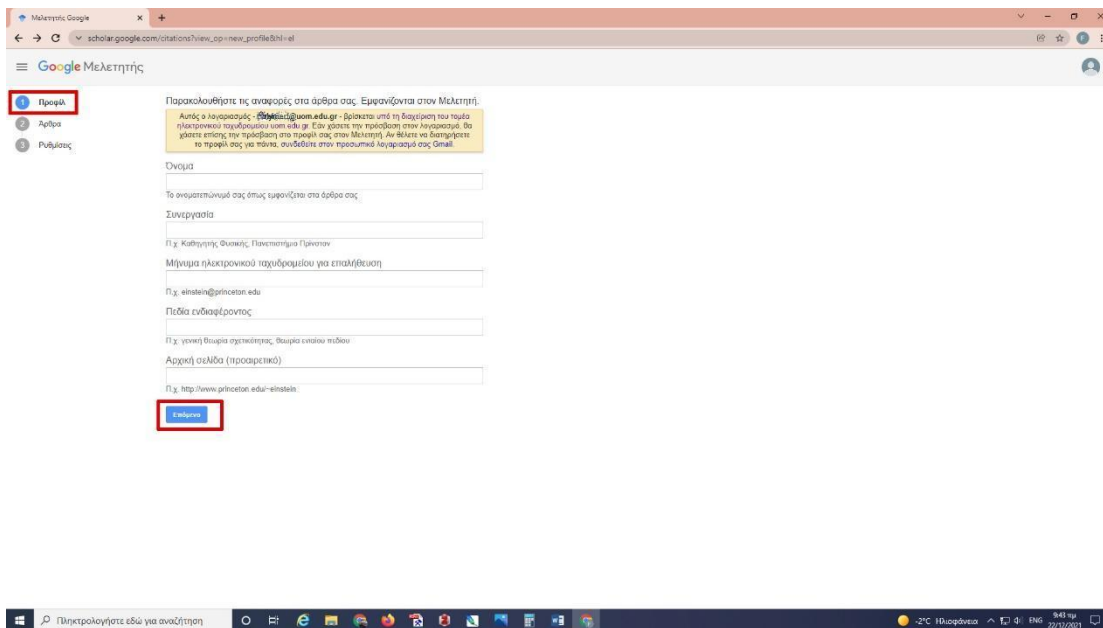 Μελετητής Google
scholar.google.com/citations?view_op=new_profile&hl=el
Google Μελετητής
1 Προφίλ
2 Άρθρα
3 Ρυθμίσεις
Παρακολουθήστε τις αναφορές στα άρθρα σας. Εμφανίζονται στον Μελετητή.
Αυτός ο λογαριασμός - @uom.edu.gr - βρίσκεται υπό τη διαχείριση του τομέα
ηλεκτρονικού ταχυδρομείου uom.edu.gr. Εάν χάσετε την πρόσβαση στον λογαριασμό, θα
χάσετε επίσης την πρόσβαση στο προφίλ σας στον Μελετητή. Αν θέλετε να διατηρήσετε
το προφίλ σας για πάντα, συνδεθείτε στον προσωπικό λογαριασμό σας Gmail.
Όνομα
Το ονοματεπώνυμό σας όπως εμφανίζεται στα άρθρα σας
Συνεργασία
Π.χ. Καθηγητής Φυσικής, Πανεπιστήμιο Πρίνστον
Μήνυμα ηλεκτρονικού ταχυδρομείου για επαλήθευση
Π.χ. einstein@princeton.edu
Πεδία ενδιαφέροντος
Π.χ. γενική θεωρία σχετικότητας, θεωρία ενιαίου πεδίου
Αρχική σελίδα (προαιρετικό)
Π.χ. http://www.princeton.edu/~einstein
Επόμενο
Πληκτρολογήστε εδώ για αναζήτηση
-2°C Ηλιοφάνεια
ENG
9:43 πμ
22/12/2021